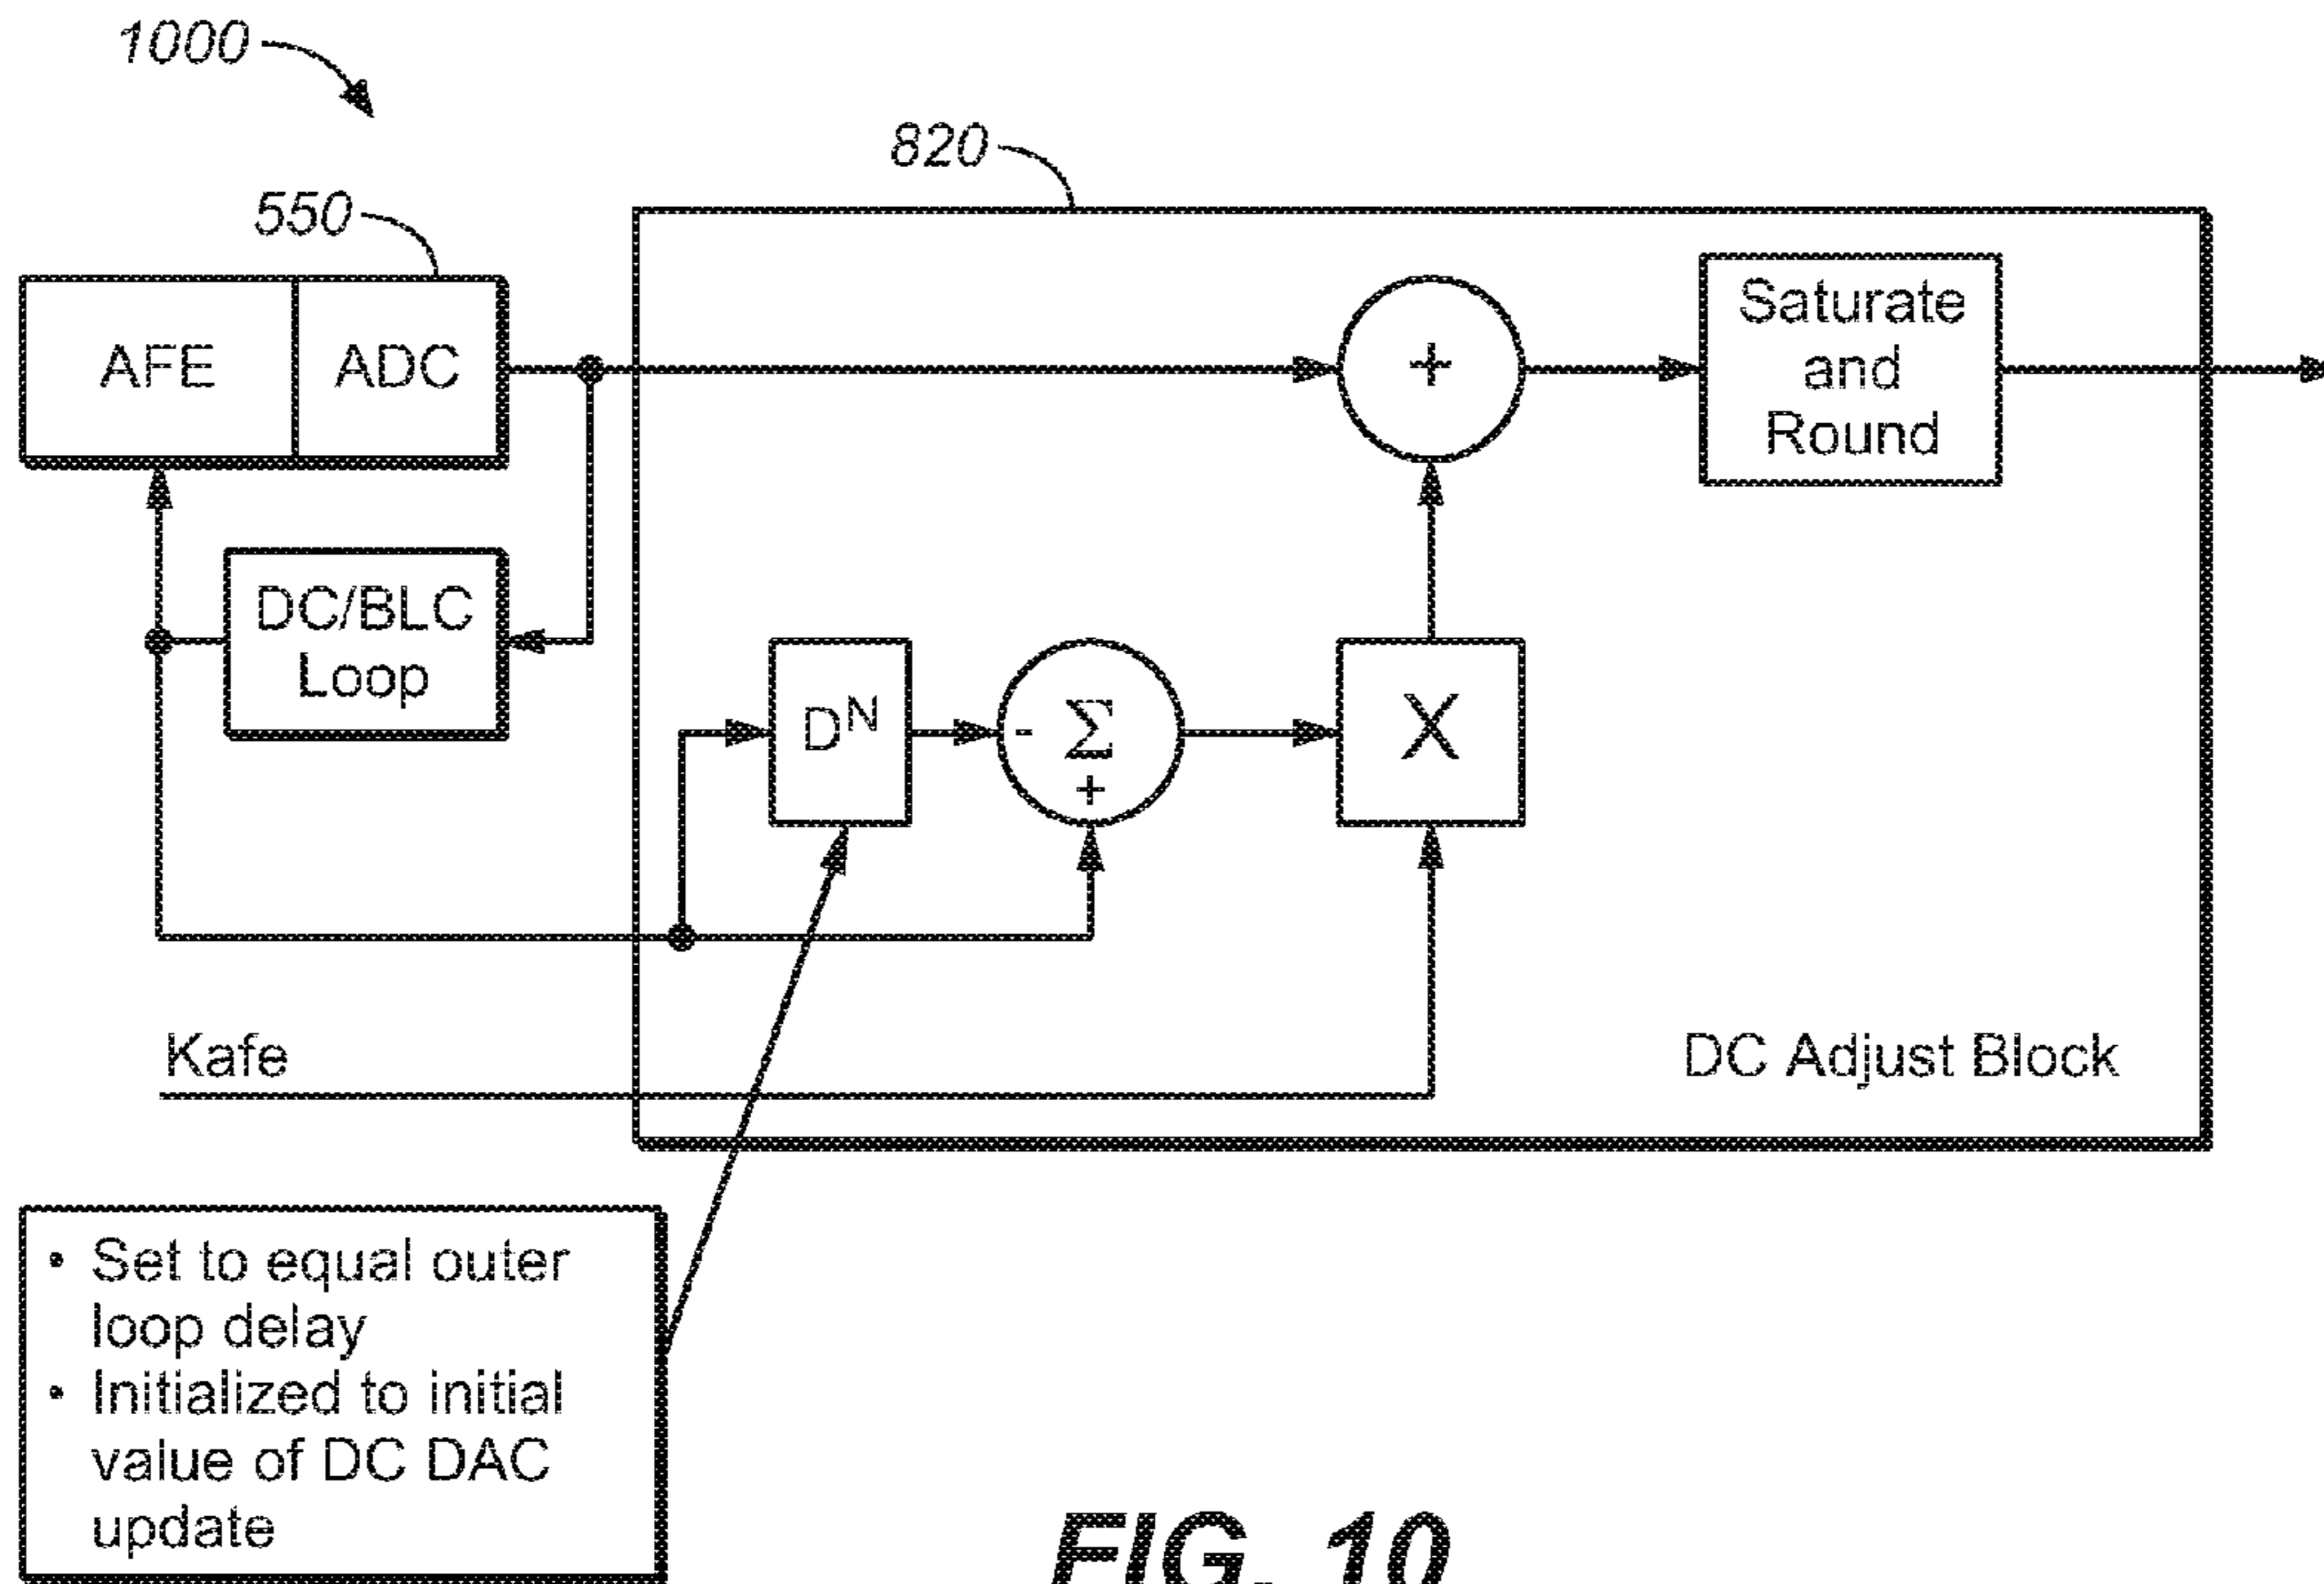 1000
820
550
AFE
ADC
+
Saturate
and
Round
DC/BLC
Loop
D^N
-
Σ
+
X
Kafe
DC Adjust Block
• Set to equal outer
loop delay
• Initialized to initial
value of DC DAC
update
FIG. 10